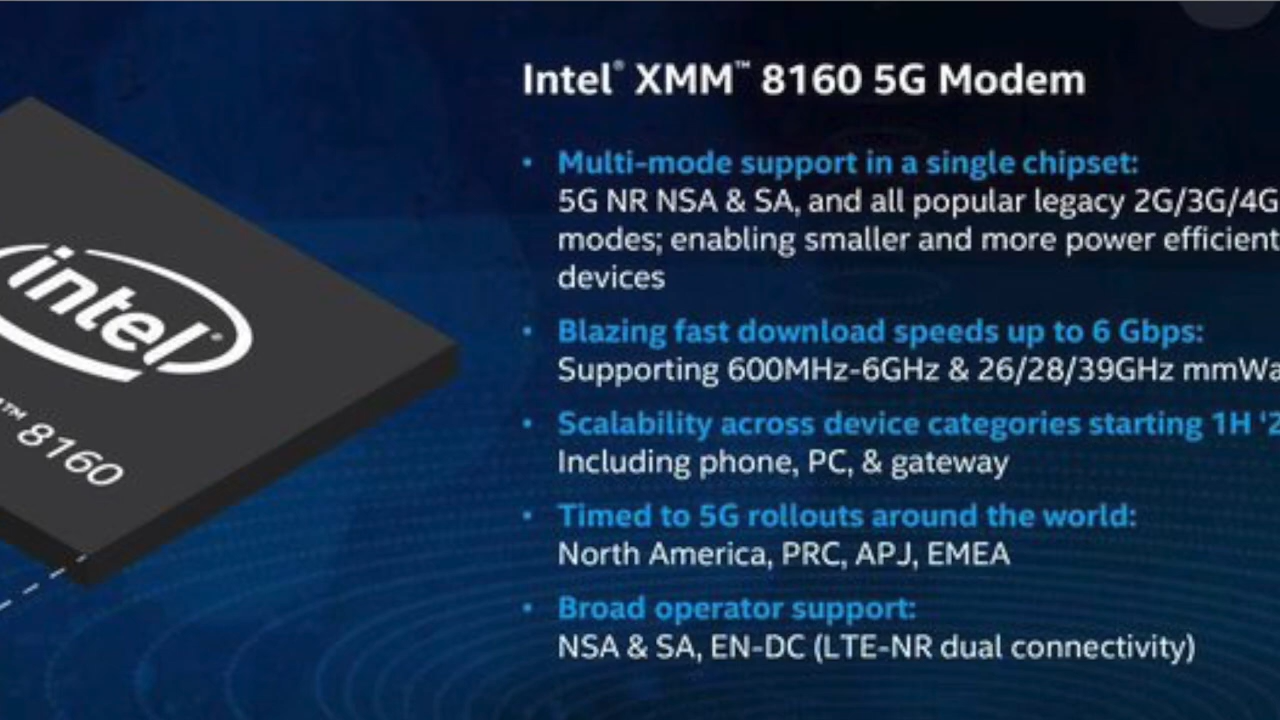 Intel® XMM™ 8160 5G Modem
• Multi-mode support in a single chipset:
5G NR NSA & SA, and all popular legacy 2G/3G/4G
modes; enabling smaller and more power efficient
devices
• Blazing fast download speeds up to 6 Gbps:
Supporting 600MHz-6GHz & 26/28/39GHz
• Scalability across device categories starting 1H
Including phone, PC, & gateway
• Timed to 5G rollouts around the world:
North America, PRC, APJ, EMEA
• Broad operator support:
NSA & SA, EN-DC (LTE-NR dual connectivity)
intel®
™ 8160